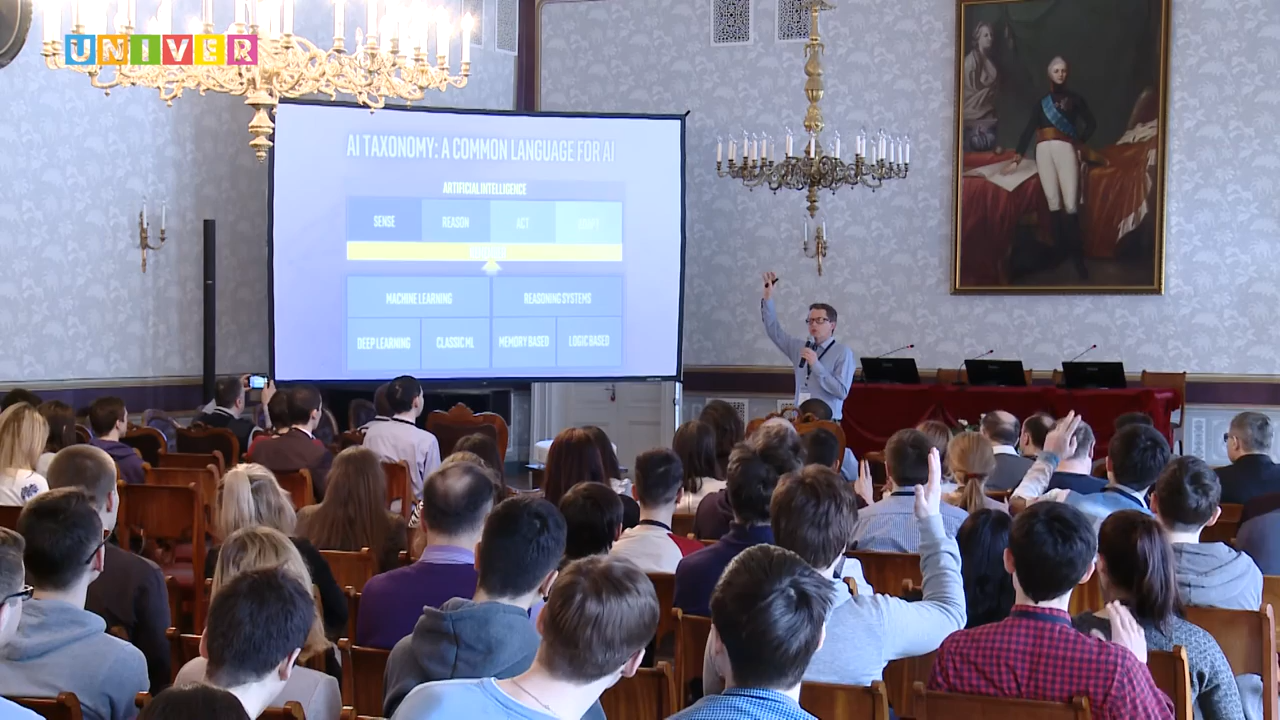 UNIVER
AI TAXONOMY: A COMMON LANGUAGE FOR AI
ARTIFICIAL INTELLIGENCE
SENSE REASON ACT ADAPT
MACHINE LEARNING REASONING SYSTEMS
DEEP LEARNING CLASSIC ML MEMORY BASED LOGIC BASED